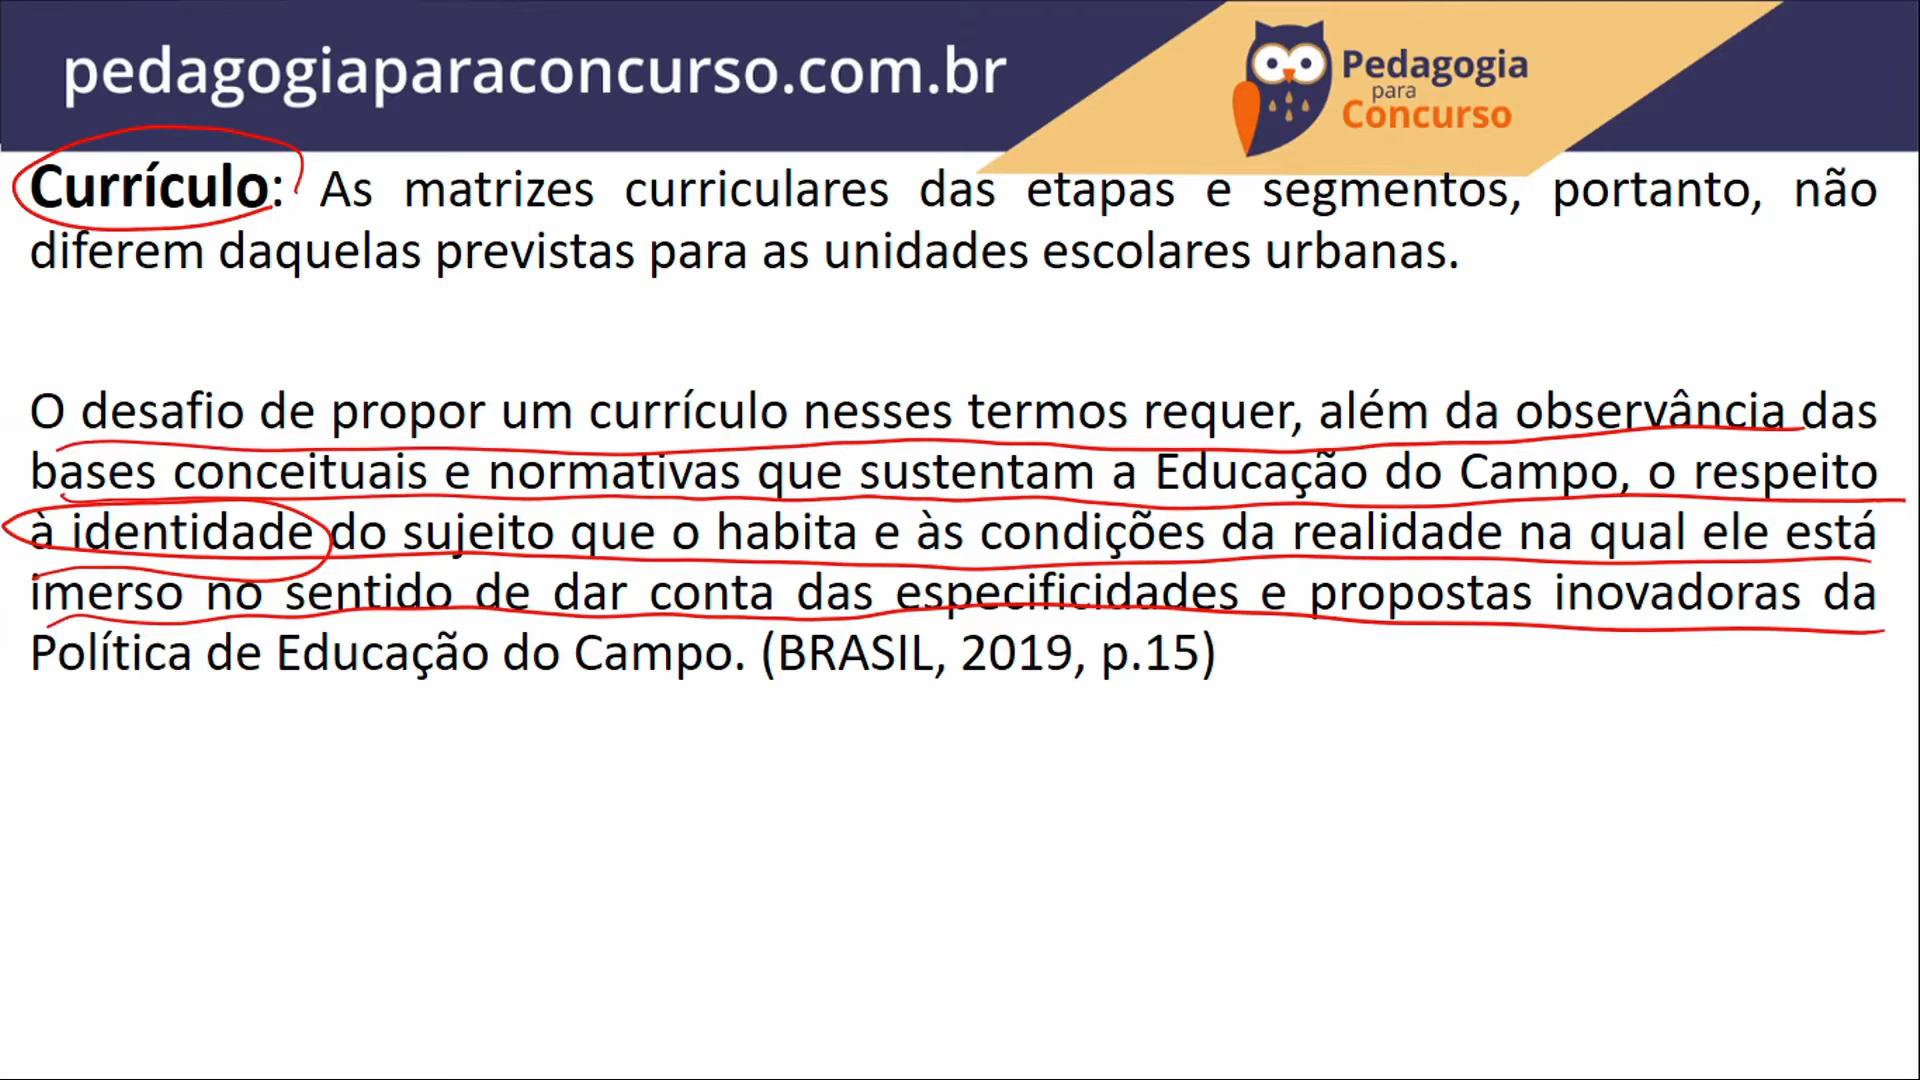 pedagogiaparaconcurso.com.br
Pedagogia
para
Concurso
Currículo: As matrizes curriculares das etapas e segmentos, portanto, não
diferem daquelas previstas para as unidades escolares urbanas.
O desafio de propor um currículo nesses termos requer, além da observância das
bases conceituais e normativas que sustentam a Educação do Campo, o respeito
à identidade do sujeito que o habita e às condições da realidade na qual ele está
imerso no sentido de dar conta das especificidades e propostas inovadoras da
Política de Educação do Campo. (BRASIL, 2019, p.15)